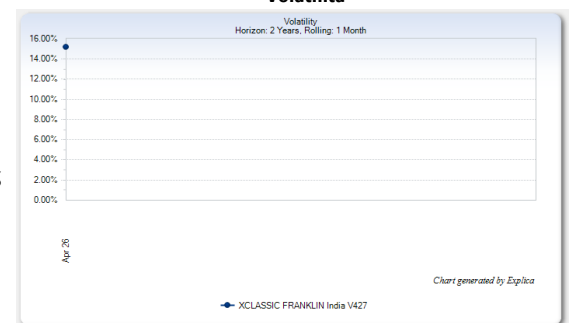 Volatility
Horizon: 2 Years, Rolling: 1 Month
16.00%
14.00%
12.00%
10.00%
8.00%
6.00%
4.00%
2.00%
0.00%
Apr 26
Chart generated by Explica
XCLASSIC FRANKLIN India V427